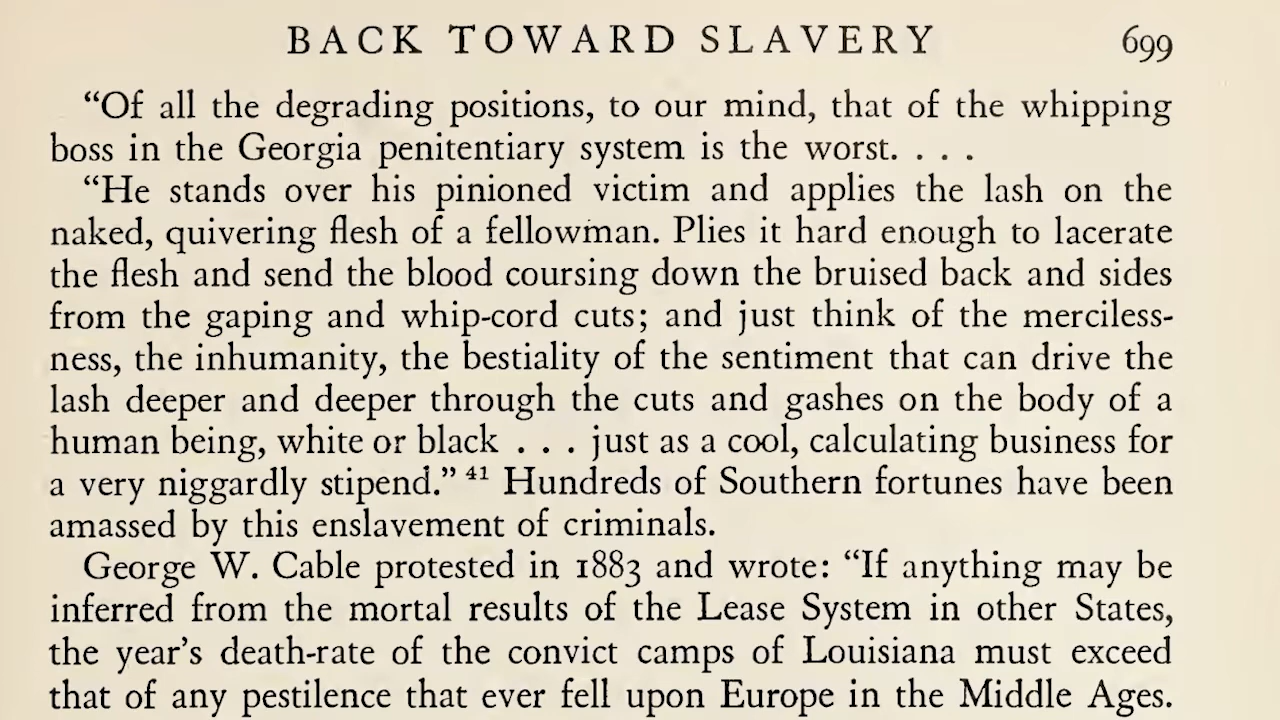 BACK TOWARD SLAVERY 699
“Of all the degrading positions, to our mind, that of the whipping
boss in the Georgia penitentiary system is the worst. . . .
“He stands over his pinioned victim and applies the lash on the
naked, quivering flesh of a fellowman. Plies it hard enough to lacerate
the flesh and send the blood coursing down the bruised back and sides
from the gaping and whip-cord cuts; and just think of the merciless-
ness, the inhumanity, the bestiality of the sentiment that can drive the
lash deeper and deeper through the cuts and gashes on the body of a
human being, white or black . . . just as a cool, calculating business for
a very niggardly stipend.” 41 Hundreds of Southern fortunes have been
amassed by this enslavement of criminals.
George W. Cable protested in 1883 and wrote: “If anything may be
inferred from the mortal results of the Lease System in other States,
the year’s death-rate of the convict camps of Louisiana must exceed
that of any pestilence that ever fell upon Europe in the Middle Ages.